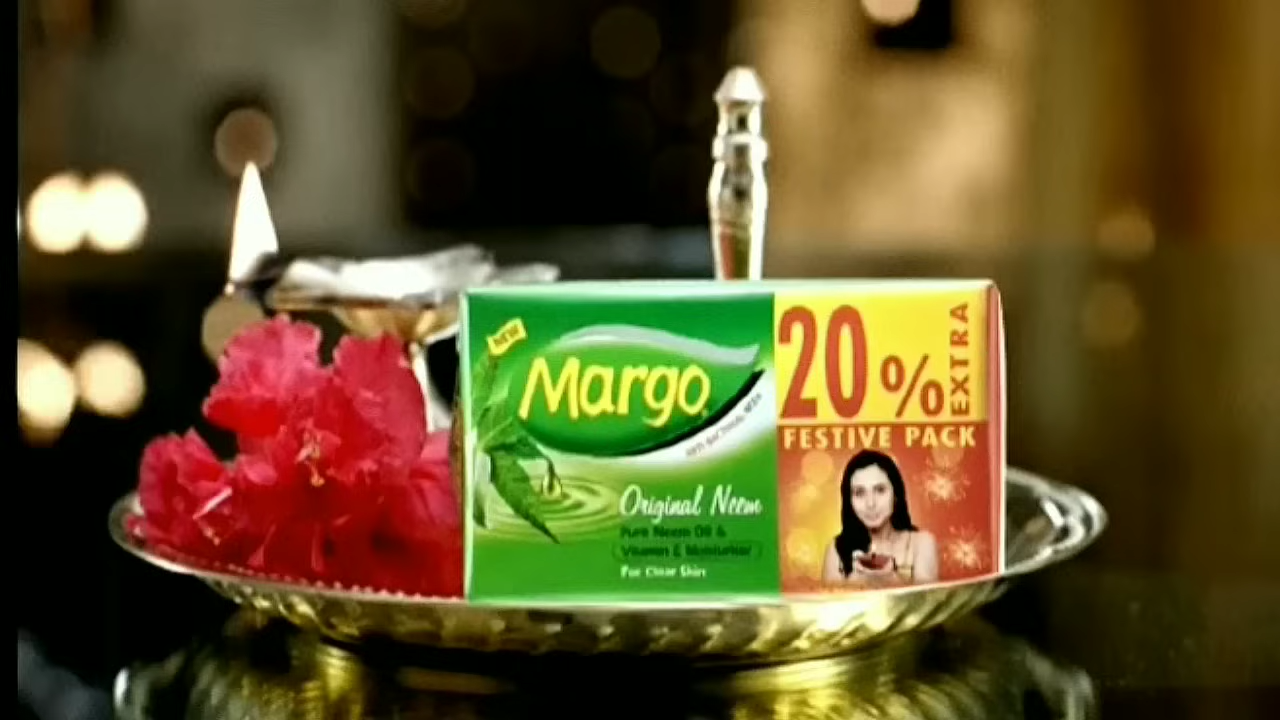 NEW
Margo
Original Neem
Pure Neem Oil &
Vitamin E Moisturiser
For Clear Skin
20% EXTRA
FESTIVE PACK